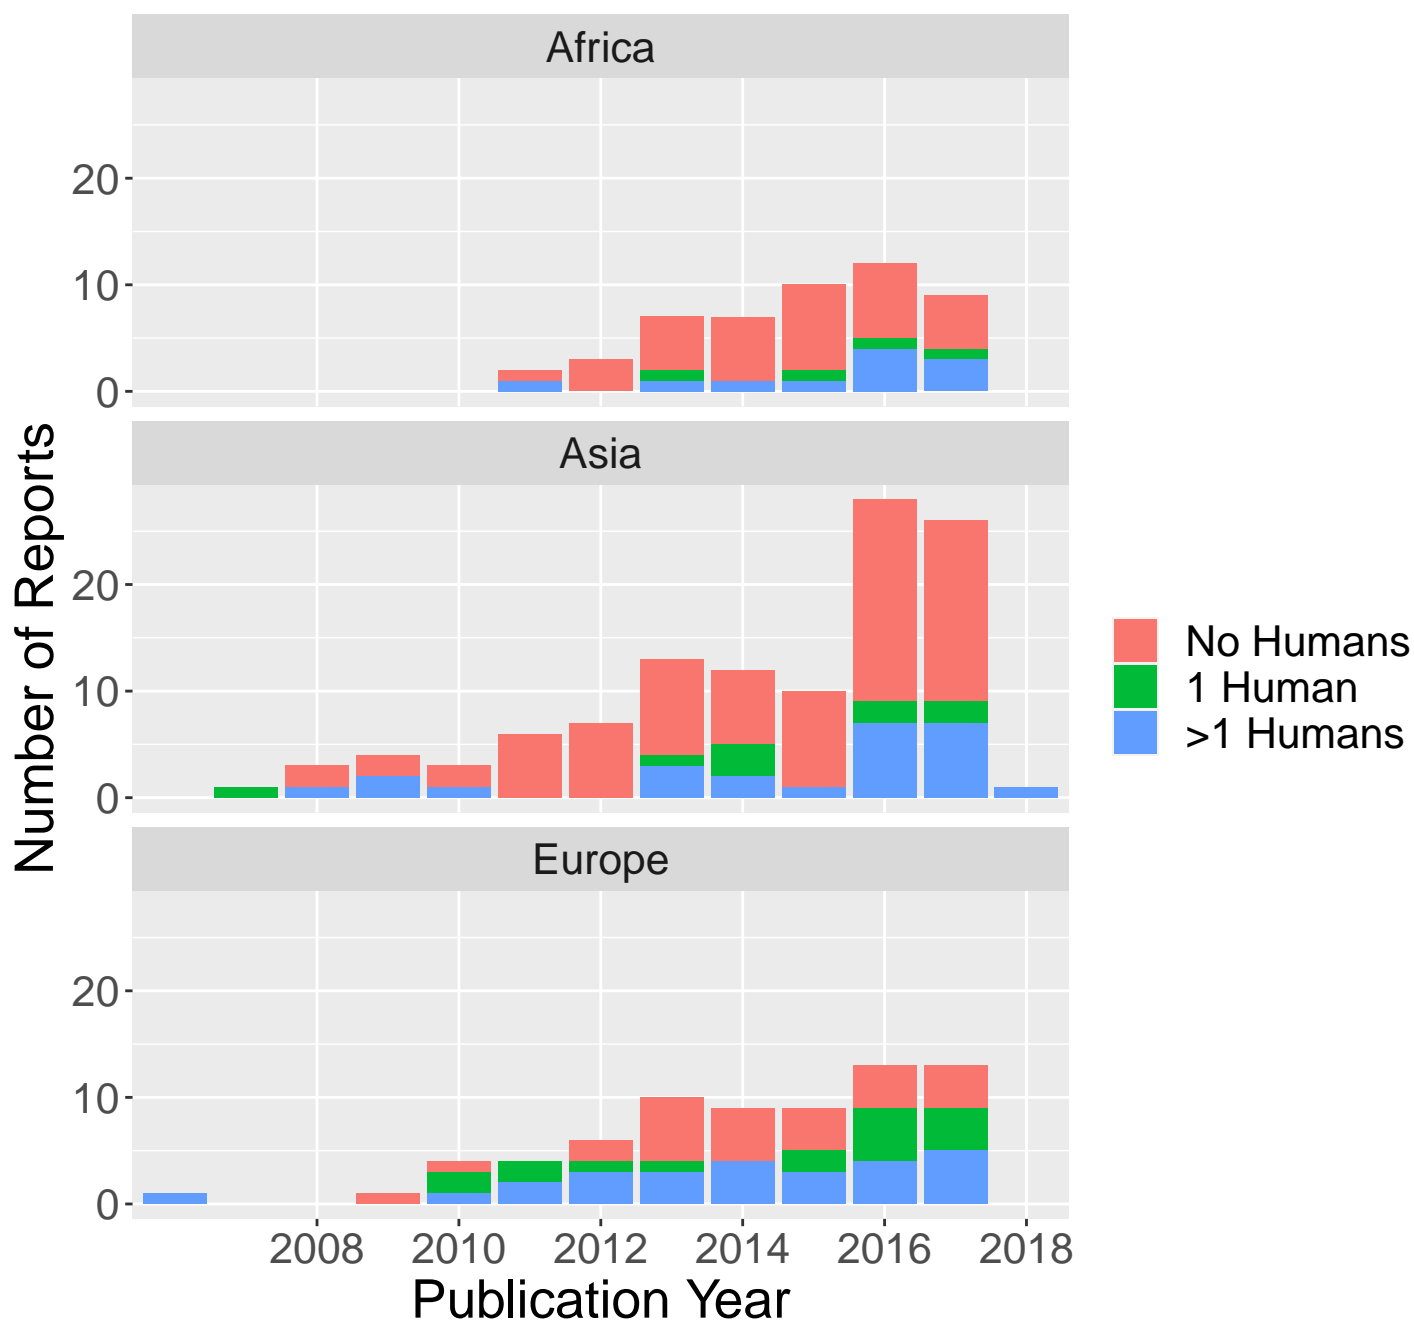 Africa
20
10
0
Asia
20
10
0
Europe
20
10
0
2008 2010 2012 2014 2016 2018
Publication Year
Number of Reports
No Humans
1 Human
>1 Humans